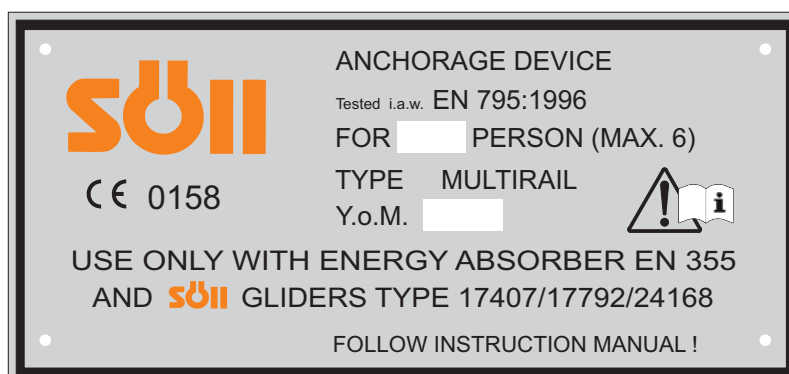 söll
ANCHORAGE DEVICE
Tested i.a.w. EN 795:1996
FOR PERSON (MAX. 6)
CE 0158
TYPE MULTIRAIL
Y.o.M.
i
USE ONLY WITH ENERGY ABSORBER EN 355
AND söll GLIDERS TYPE 17407/17792/24168
FOLLOW INSTRUCTION MANUAL !